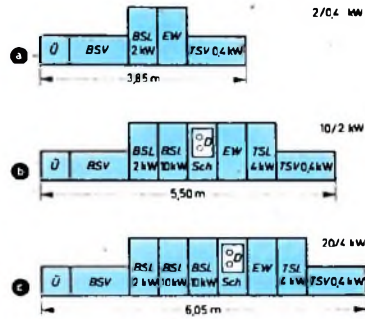 2/0,4 kW
BSL EW
a Ü BSV 2 kW TSV 0,4 kW
3,85 m
10/2 kW
BSL BSL D EW TSL
b Ü BSV 2 kW 10 kW Sch 4 kW TSV 0,4 kW
5,50 m
20/4 kW
BSL BSL BSL D EW TSL
c Ü BSV 2 kW 10 kW 10 kW Sch 4 kW TSV 0,4 kW
6,05 m